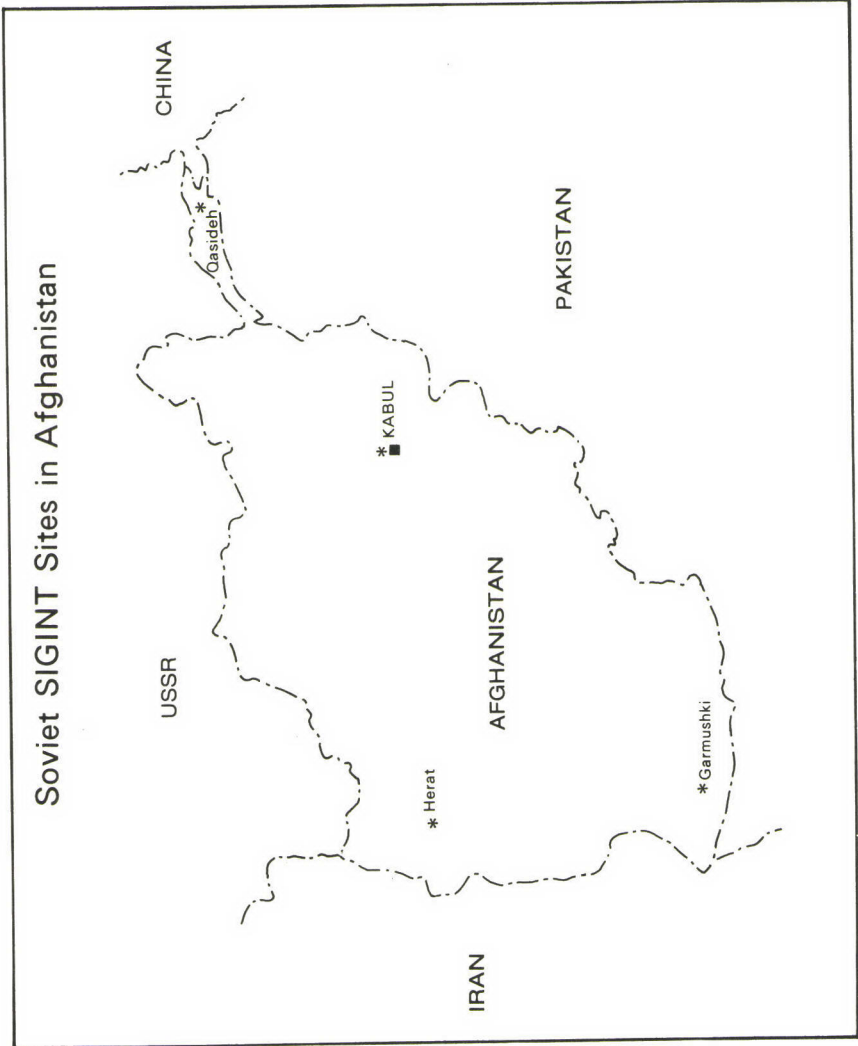 Soviet SIGINT Sites in Afghanistan
CHINA
*
Qasideh
USSR
* KABUL
PAKISTAN
AFGHANISTAN
* Herat
*Garmushki
IRAN